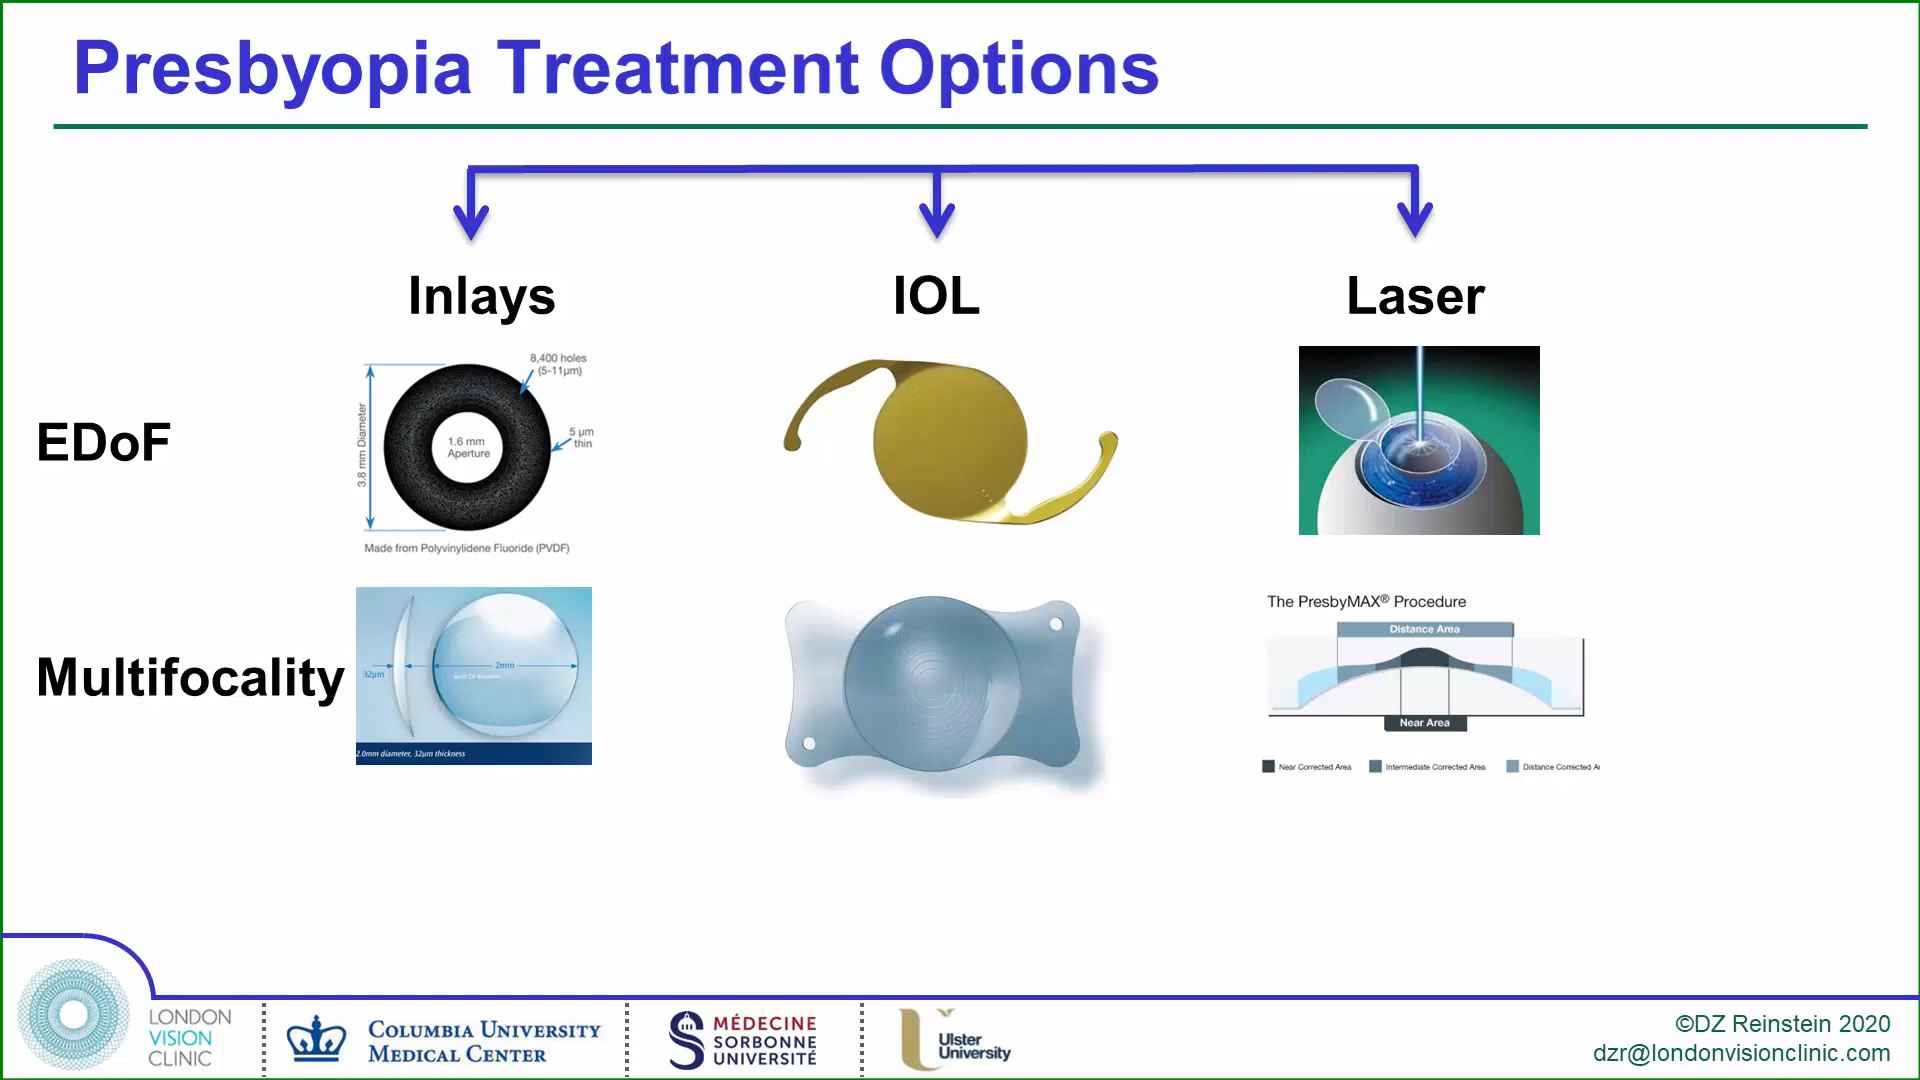 Presbyopia Treatment Options
Inlays
IOL
Laser
EDoF
8,400 holes
(5-11µm)
3.8 mm Diameter
1.6 mm
Aperture
5 µm
thin
Made from Polyvinylidene Fluoride (PVDF)
Multifocality
32µm
2mm
2.0mm diameter, 32µm thickness
The PresbyMAX® Procedure
Distance Area
Near Area
Near Corrected Area
Intermediate Corrected Area
Distance Corrected Ar
LONDON
VISION
CLINIC
COLUMBIA UNIVERSITY
MEDICAL CENTER
MÉDECINE
SORBONNE
UNIVERSITÉ
Ulster
University
©DZ Reinstein 2020
dzr@londonvisionclinic.com